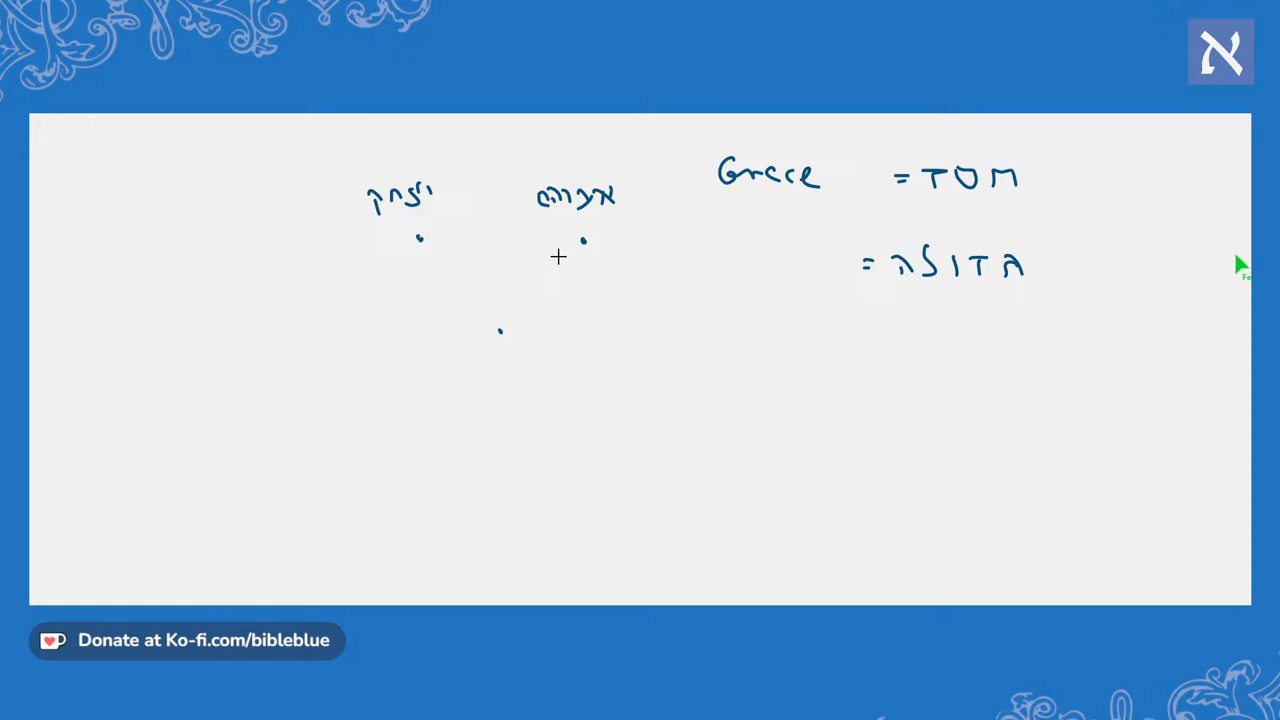 א
Grace = חסד
אברהם יצחק
= גדולה
Donate at Ko-fi.com/bibleblue